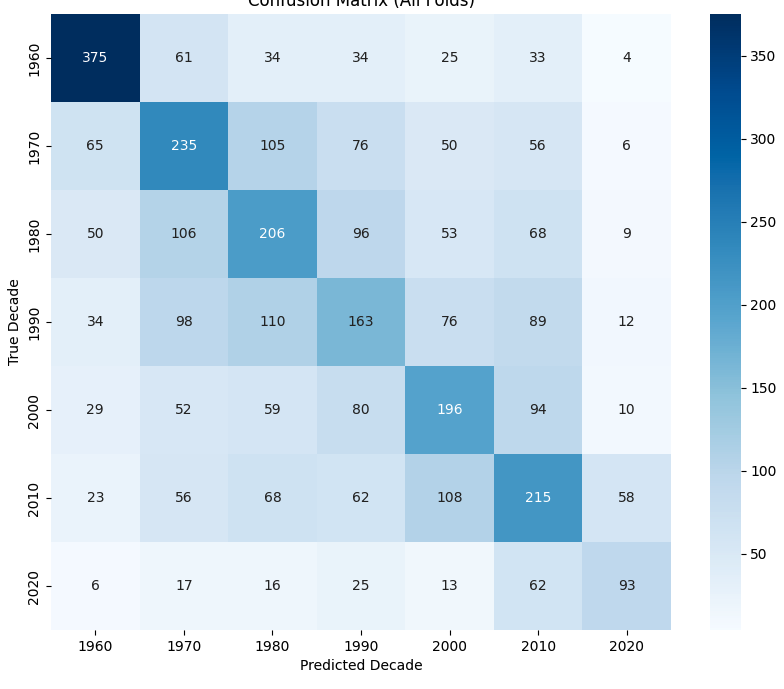 Confusion Matrix (All Folds)
True Decade
1960 375 61 34 34 25 33 4
1970 65 235 105 76 50 56 6
1980 50 106 206 96 53 68 9
1990 34 98 110 163 76 89 12
2000 29 52 59 80 196 94 10
2010 23 56 68 62 108 215 58
2020 6 17 16 25 13 62 93
1960 1970 1980 1990 2000 2010 2020
Predicted Decade
350
300
250
200
150
100
50